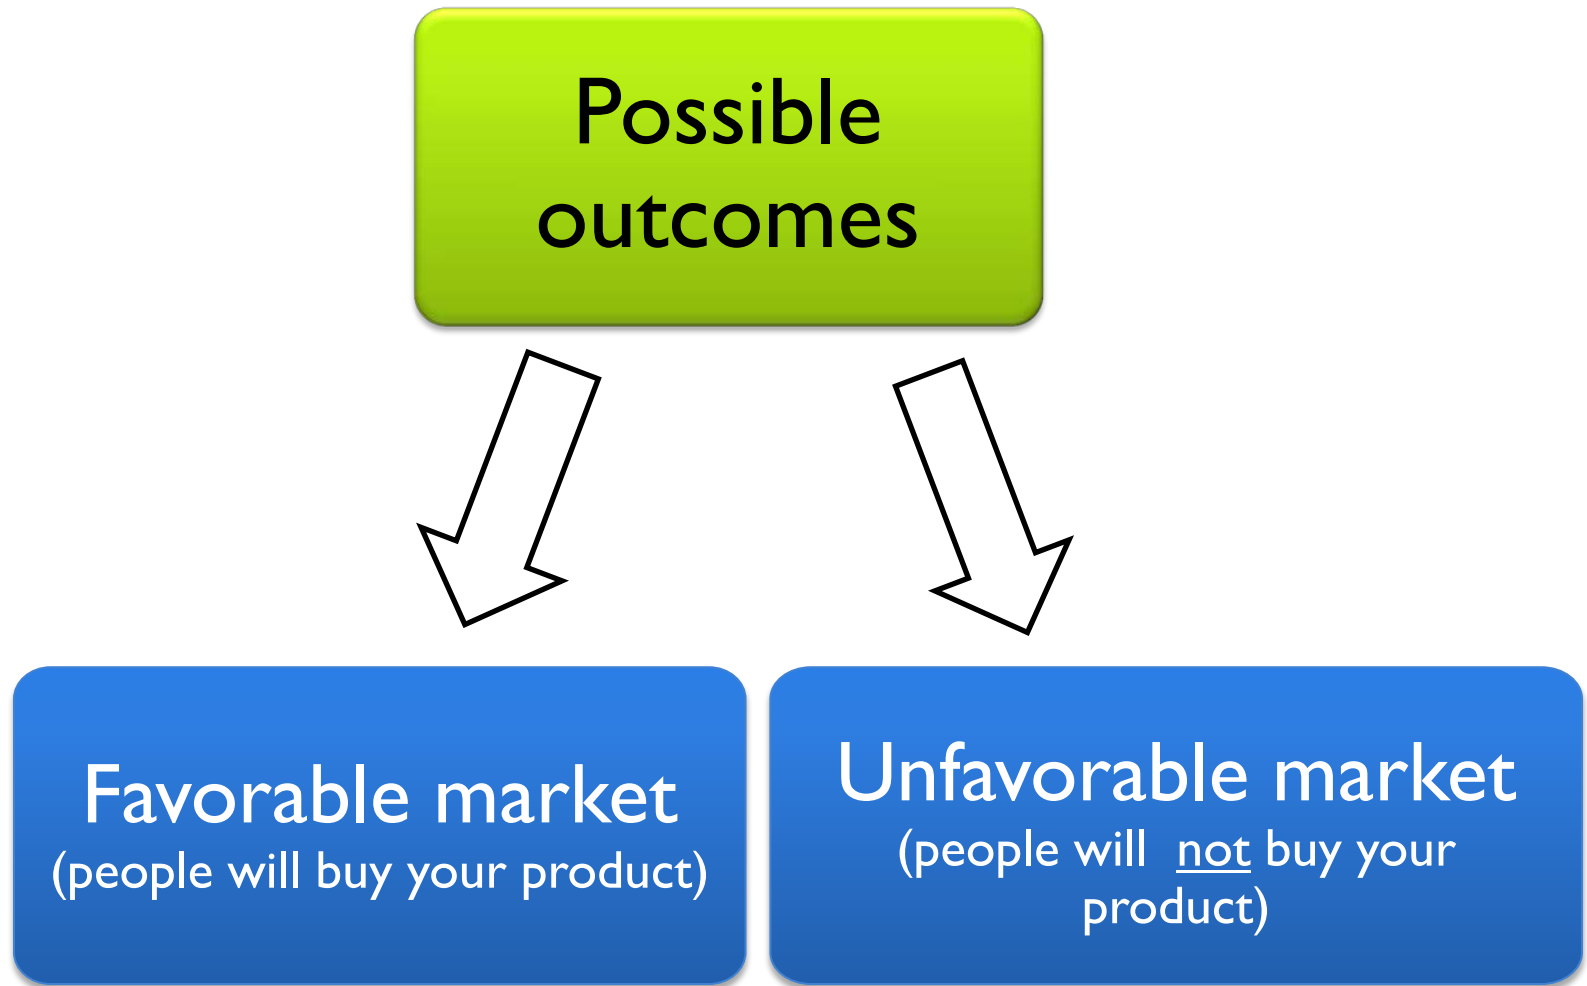 Possible
outcomes
Favorable market
(people will buy your product)
Unfavorable market
(people will  not buy your
product)